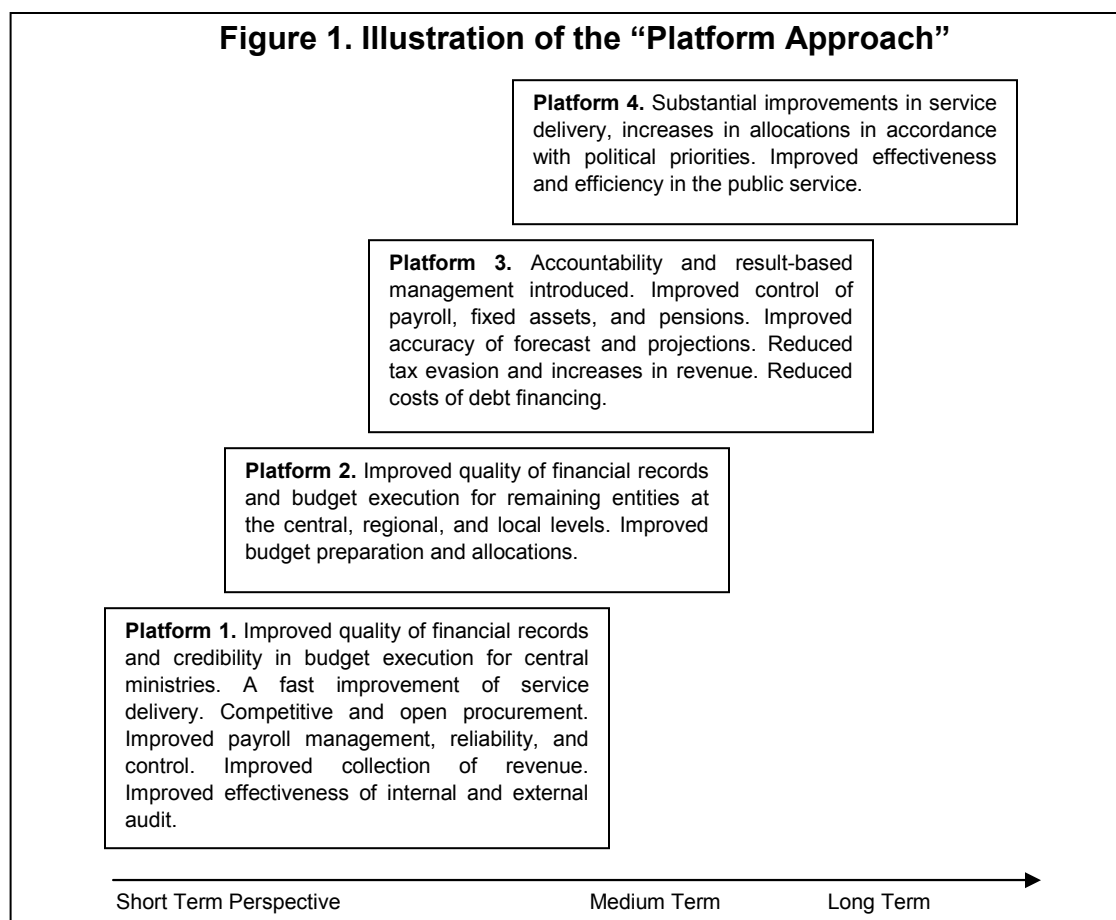 Figure 1. Illustration of the “Platform Approach”
Platform 4. Substantial improvements in service
delivery, increases in allocations in accordance
with political priorities. Improved effectiveness
and efficiency in the public service.
Platform 3. Accountability and result-based
management introduced. Improved control of
payroll, fixed assets, and pensions. Improved
accuracy of forecast and projections. Reduced
tax evasion and increases in revenue. Reduced
costs of debt financing.
Platform 2. Improved quality of financial records
and budget execution for remaining entities at
the central, regional, and local levels. Improved
budget preparation and allocations.
Platform 1. Improved quality of financial records
and credibility in budget execution for central
ministries. A fast improvement of service
delivery. Competitive and open procurement.
Improved payroll management, reliability, and
control. Improved collection of revenue.
Improved effectiveness of internal and external
audit.
Short Term Perspective Medium Term Long Term